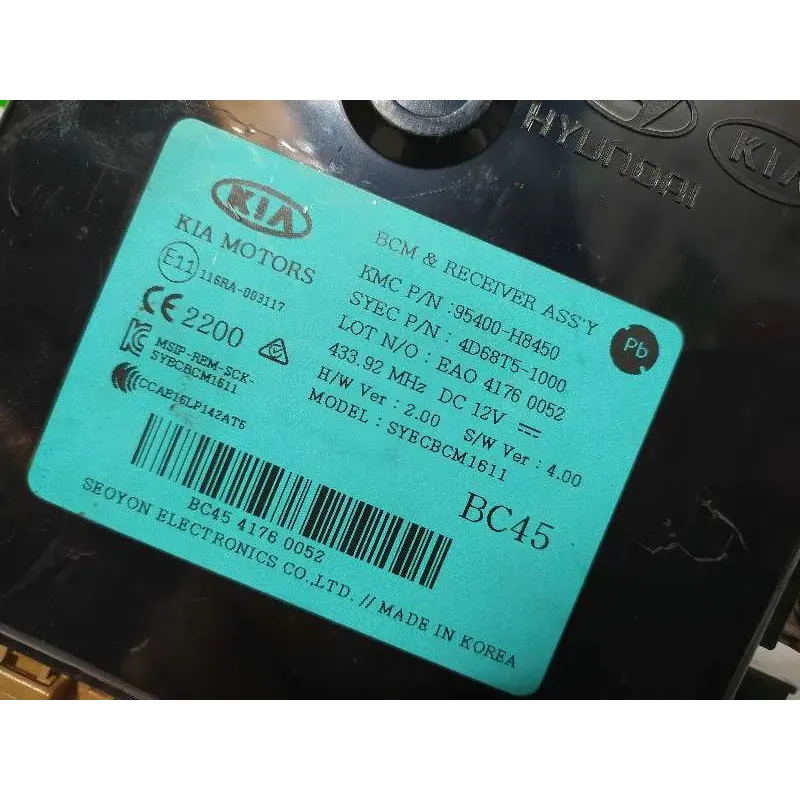 HYUNDAI
KIA
KIA
KIA MOTORS
E11 116RA-003117
CE 2200
MSIP-REM-SCK-
SYECBCM1611
CCAE16LP142AT6
BCM & RECEIVER ASS'Y
KMC P/N :95400-H8450
SYEC P/N : 4D68T5-1000
LOT N/O : EAO 4176 0052
433.92 MHz DC 12V
H/W Ver : 2.00 S/W Ver : 4.00
MODEL : SYECBCM1611
Pb
BC45
BC45 4176 0052
SEOYON ELECTRONICS CO.,LTD. // MADE IN KOREA